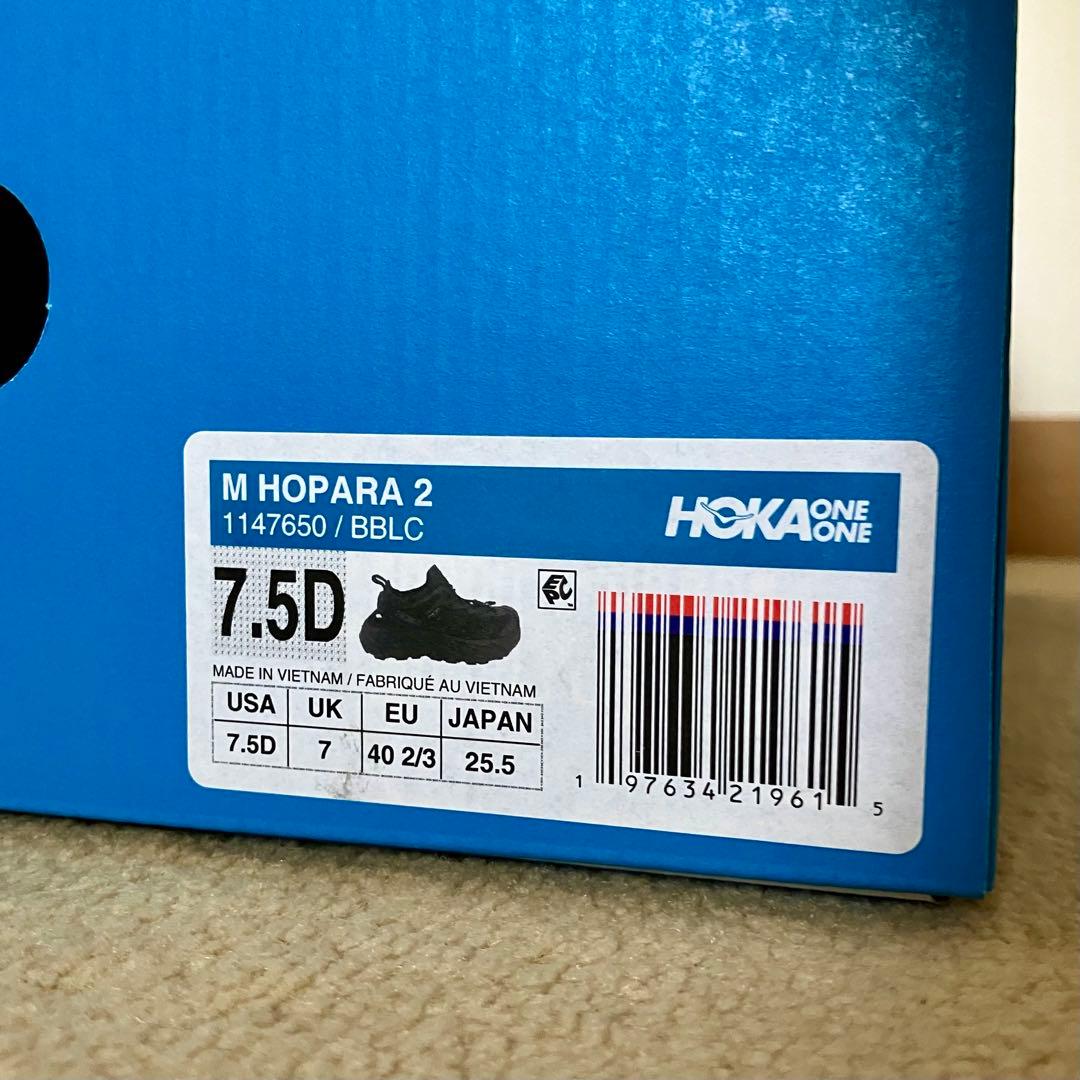 M HOPARA 2
1147650 / BBLC
HOKA ONE ONE
7.5D
EPC™
MADE IN VIETNAM / FABRIQUÉ AU VIETNAM
USA UK EU JAPAN
7.5D 7 40 2/3 25.5
1 97634 21961 5